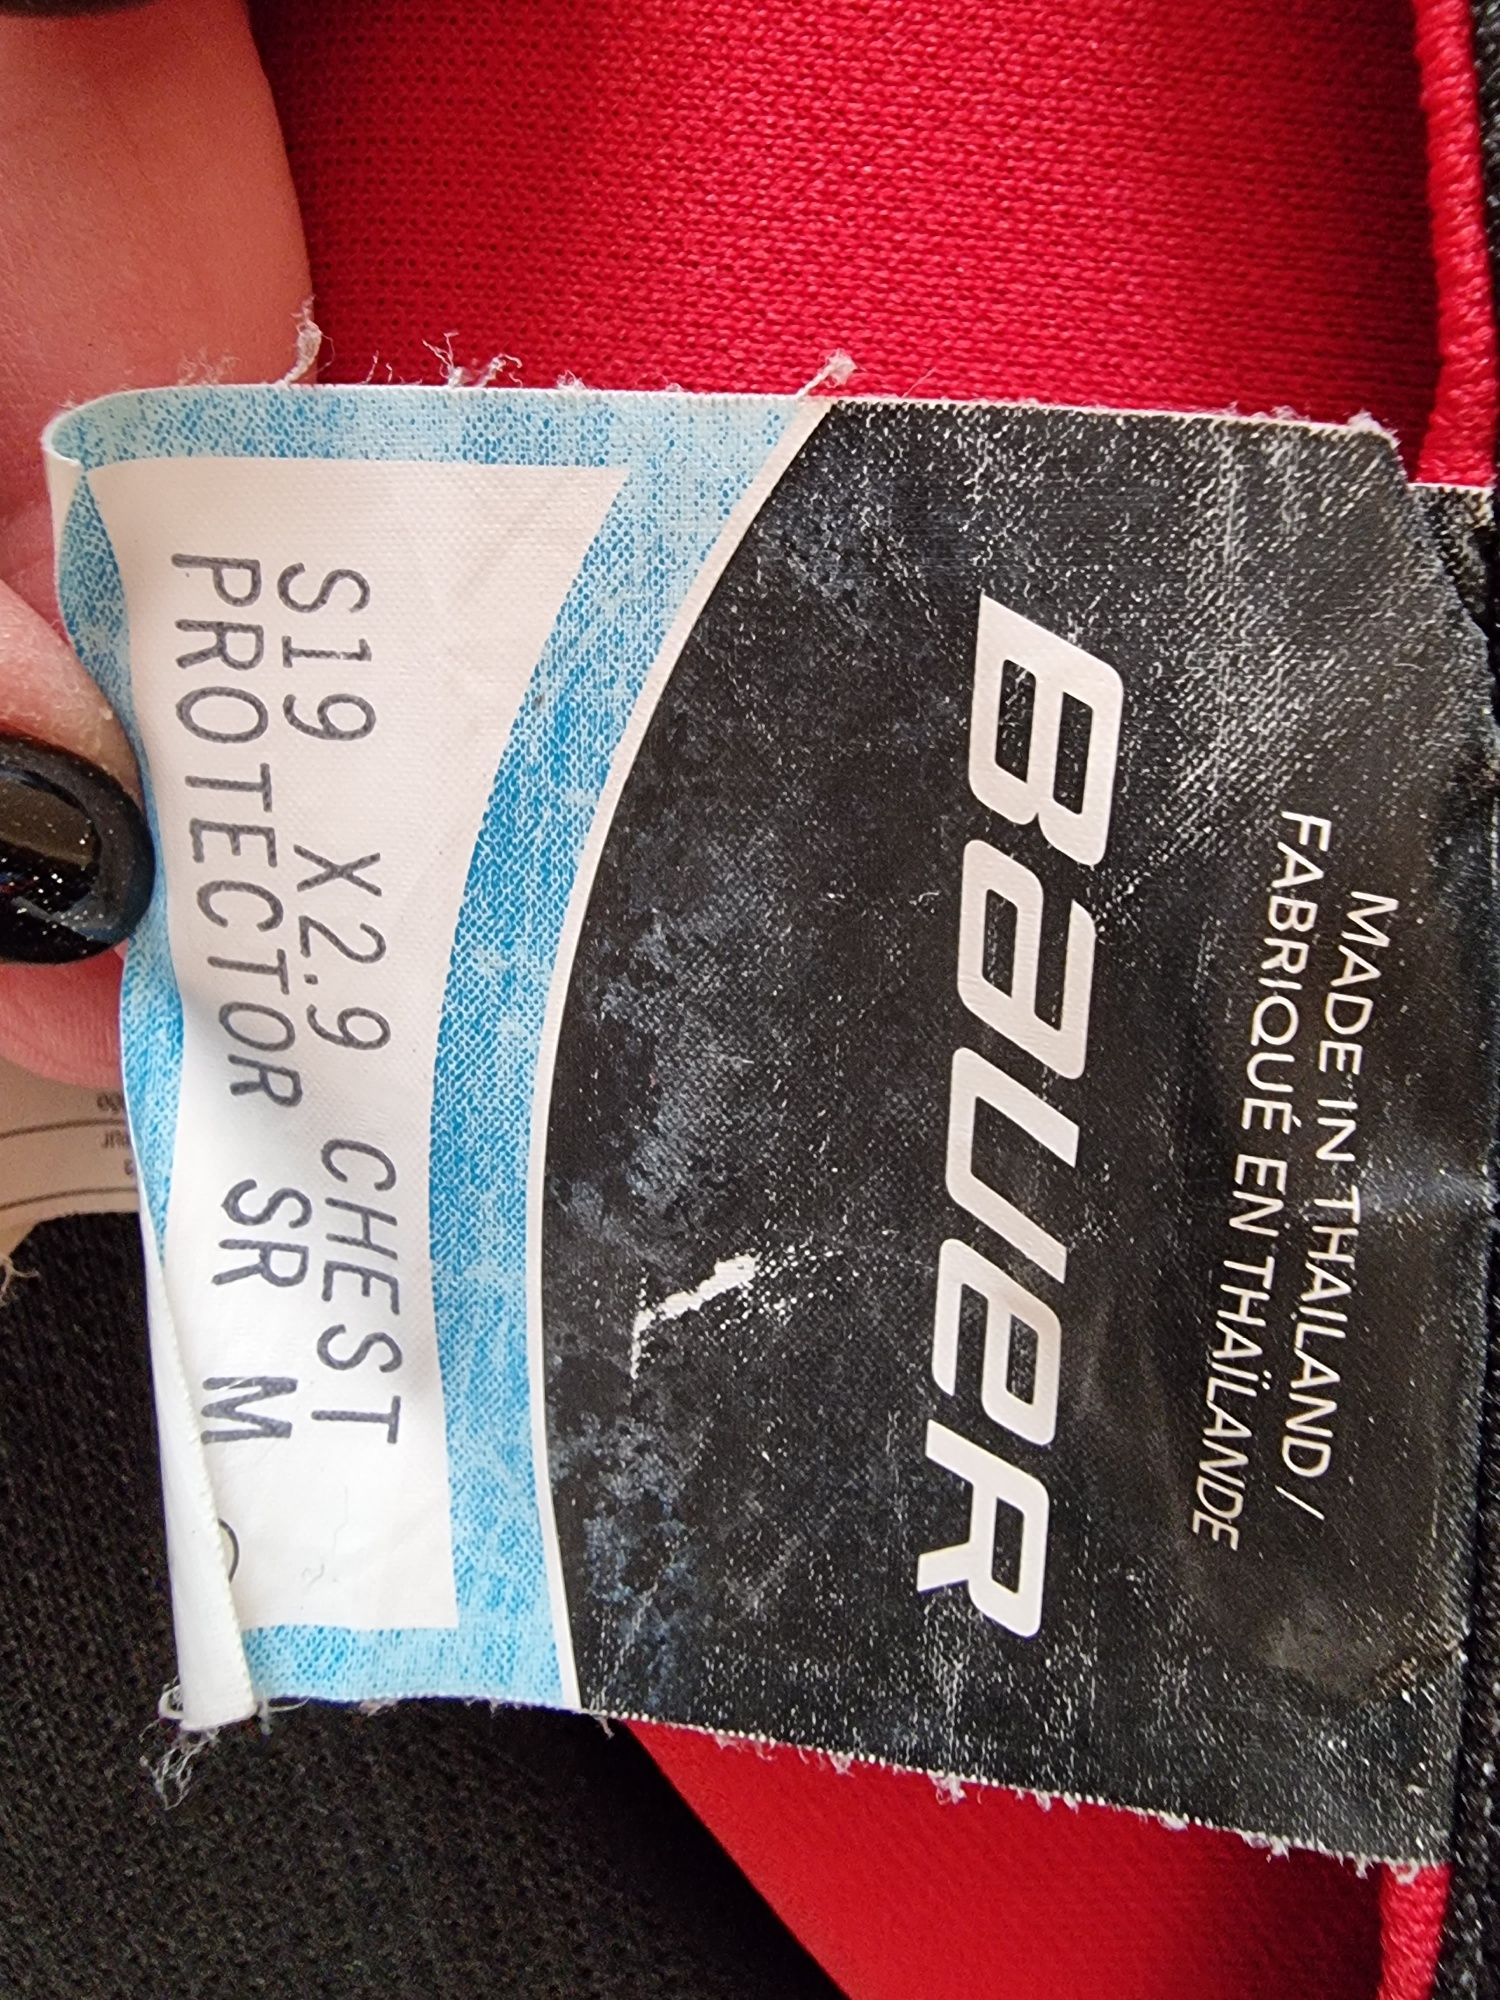 MADE IN THAILAND /
FABRIQUÉ EN THAÏLANDE
BAUER
S19 X2.9 CHEST
PROTECTOR SR M